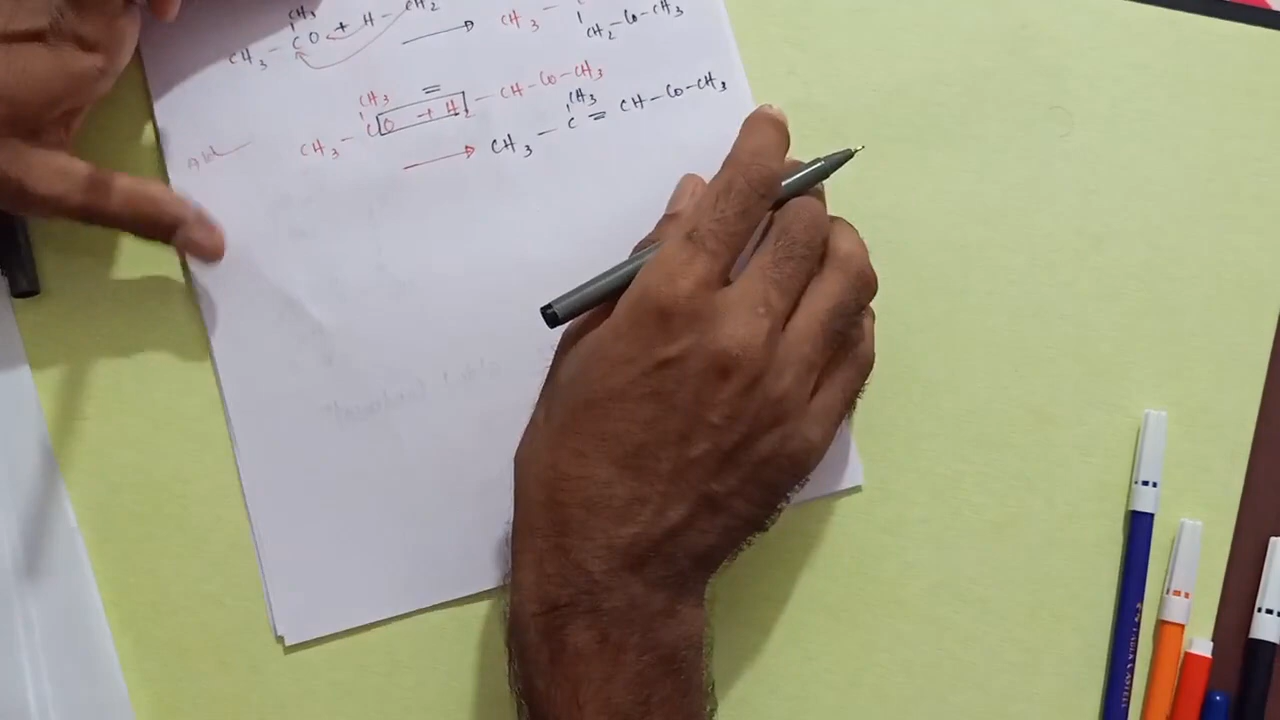 CH3 CH2
CH3 - CO + H - → CH3 -
CH2 - CO - CH3
CH3 =
CH3 - CO + H2 - CH - CO - CH3
CH3
→ CH3 - C = CH - CO - CH3